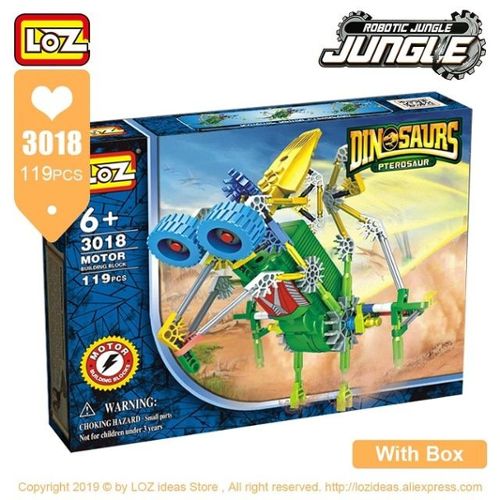 LOZ
ROBOTIC JUNGLE
JUNGLE
3018
119PCS
LOZ
DINOSAURS
PTEROSAUR
6+
3018
MOTOR
BUILDING BLOCK
119PCS
MOTOR
BUILDING BLOCKS
WARNING:
CHOKING HAZARD - Small parts
Not for children under 3 years.
With Box
Copyright 2019 © by LOZ ideas Store , All right reserved. http://lozideas.aliexpress.com/